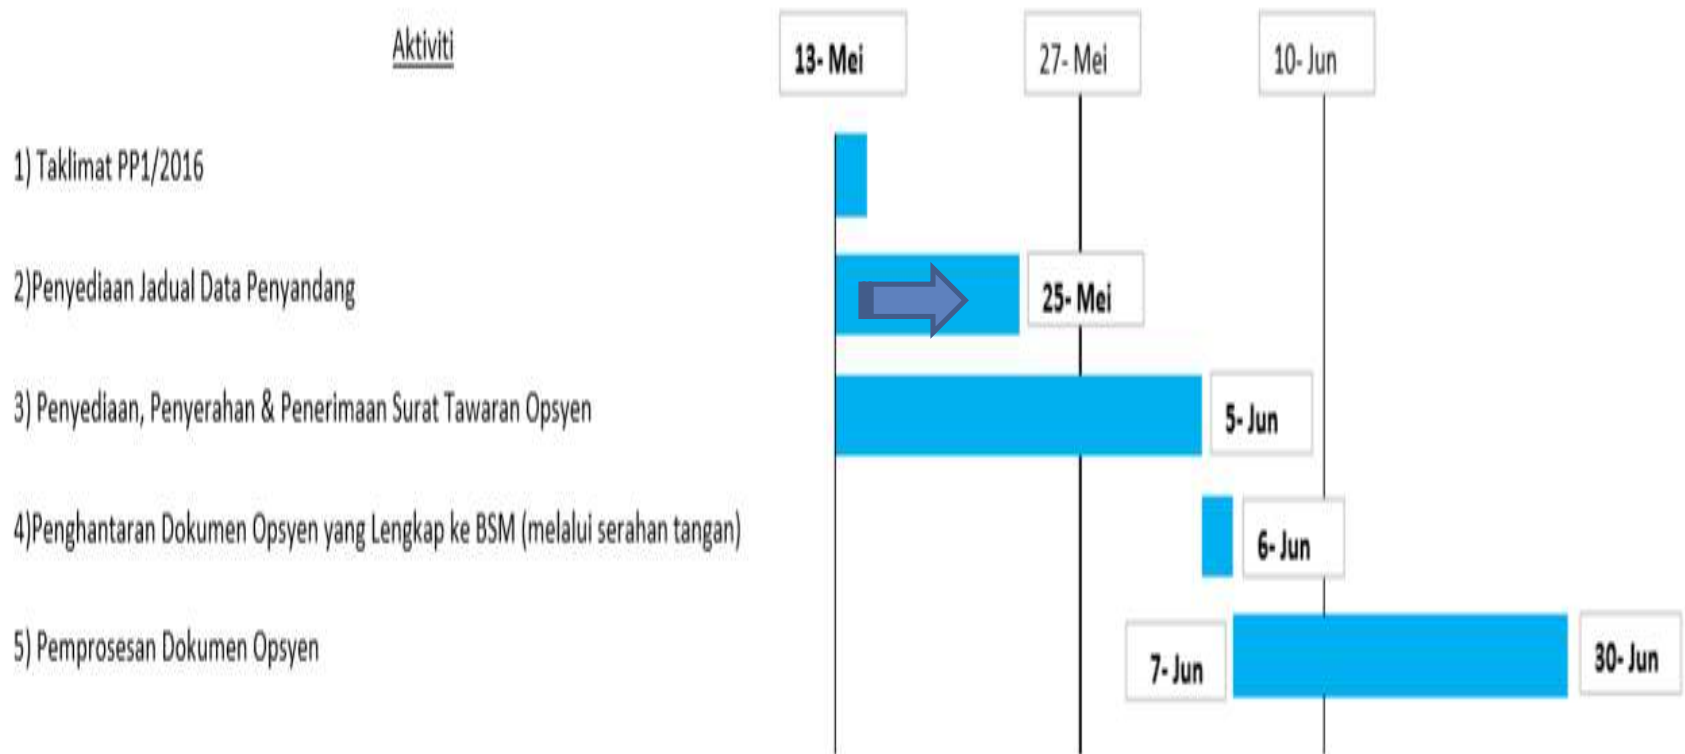 Aktiviti
13- Mei
27- Mei
10- Jun
1) Taklimat PP1/2016
2)Penyediaan Jadual Data Penyandang
25- Mei
3) Penyediaan, Penyerahan & Penerimaan Surat Tawaran Opsyen
5- Jun
4)Penghantaran Dokumen Opsyen yang Lengkap ke BSM (melalui serahan tangan)
6- Jun
5) Pemprosesan Dokumen Opsyen
7- Jun
30- Jun